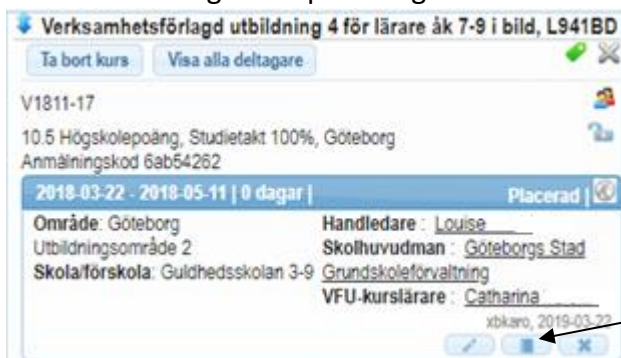 Verksamhetsförlagd utbildning 4 för lärare åk 7-9 i bild, L941BD
Ta bort kurs Visa alla deltagare
V1811-17
10.5 Högskolepoäng, Studietakt 100%, Göteborg
Anmälningskod 6ab54262
2018-03-22 - 2018-05-11 | 0 dagar | Placerad |
Område: Göteborg Handledare : Louise
Utbildningsområde 2 Skolhuvudman : Göteborgs Stad
Skola/förskola: Guldhedsskolan 3-9 Grundskoleförvaltning
VFU-kurslärare : Catharina
xbkaro, 2019-03-22